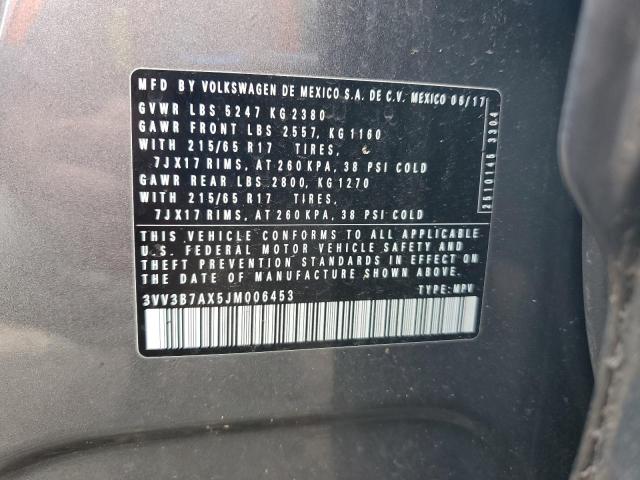 MFD BY VOLKSWAGEN DE MEXICO S.A. DE C.V. MEXICO 06/17
GVWR LBS 5247 KG 2380
GAWR FRONT LBS 2557, KG 1160
WITH 215/65 R17 TIRES,
7JX17 RIMS, AT 260 KPA, 38 PSI COLD
GAWR REAR LBS 2800, KG 1270
WITH 215/65 R17 TIRES,
7JX17 RIMS, AT 260 KPA, 38 PSI COLD
2510145 3304
THIS VEHICLE CONFORMS TO ALL APPLICABLE
U.S. FEDERAL MOTOR VEHICLE SAFETY AND
THEFT PREVENTION STANDARDS IN EFFECT ON
THE DATE OF MANUFACTURE SHOWN ABOVE.
3VV3B7AX5JM006453 TYPE: MPV